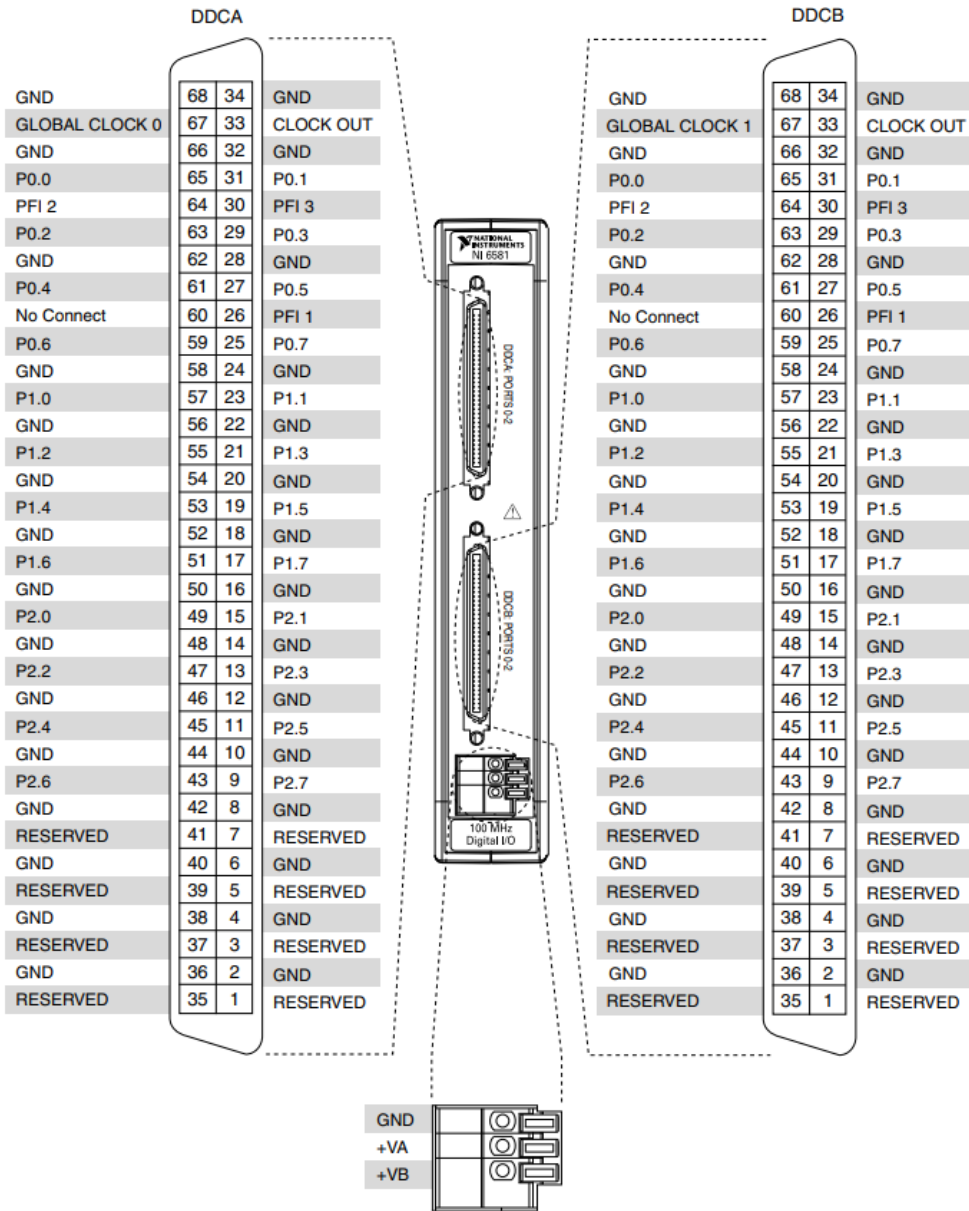 DDCA
GND 68 34 GND
GLOBAL CLOCK 0 67 33 CLOCK OUT
GND 66 32 GND
P0.0 65 31 P0.1
PFI 2 64 30 PFI 3
P0.2 63 29 P0.3
GND 62 28 GND
P0.4 61 27 P0.5
No Connect 60 26 PFI 1
P0.6 59 25 P0.7
GND 58 24 GND
P1.0 57 23 P1.1
GND 56 22 GND
P1.2 55 21 P1.3
GND 54 20 GND
P1.4 53 19 P1.5
GND 52 18 GND
P1.6 51 17 P1.7
GND 50 16 GND
P2.0 49 15 P2.1
GND 48 14 GND
P2.2 47 13 P2.3
GND 46 12 GND
P2.4 45 11 P2.5
GND 44 10 GND
P2.6 43 9 P2.7
GND 42 8 GND
RESERVED 41 7 RESERVED
GND 40 6 GND
RESERVED 39 5 RESERVED
GND 38 4 GND
RESERVED 37 3 RESERVED
GND 36 2 GND
RESERVED 35 1 RESERVED
NATIONAL
INSTRUMENTS
NI 6581
DDCA: PORTS 0-2
DDCB: PORTS 0-2
100 MHz
Digital I/O
DDCB
GND 68 34 GND
GLOBAL CLOCK 1 67 33 CLOCK OUT
GND 66 32 GND
P0.0 65 31 P0.1
PFI 2 64 30 PFI 3
P0.2 63 29 P0.3
GND 62 28 GND
P0.4 61 27 P0.5
No Connect 60 26 PFI 1
P0.6 59 25 P0.7
GND 58 24 GND
P1.0 57 23 P1.1
GND 56 22 GND
P1.2 55 21 P1.3
GND 54 20 GND
P1.4 53 19 P1.5
GND 52 18 GND
P1.6 51 17 P1.7
GND 50 16 GND
P2.0 49 15 P2.1
GND 48 14 GND
P2.2 47 13 P2.3
GND 46 12 GND
P2.4 45 11 P2.5
GND 44 10 GND
P2.6 43 9 P2.7
GND 42 8 GND
RESERVED 41 7 RESERVED
GND 40 6 GND
RESERVED 39 5 RESERVED
GND 38 4 GND
RESERVED 37 3 RESERVED
GND 36 2 GND
RESERVED 35 1 RESERVED
GND
+VA
+VB